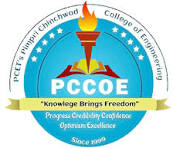 PCET's Pimpri Chinchwad College of Engineering
PCCOE
"Knowlege Brings Freedom"
Progress Credibility Confidence
Optimism Excellence
Since 1999